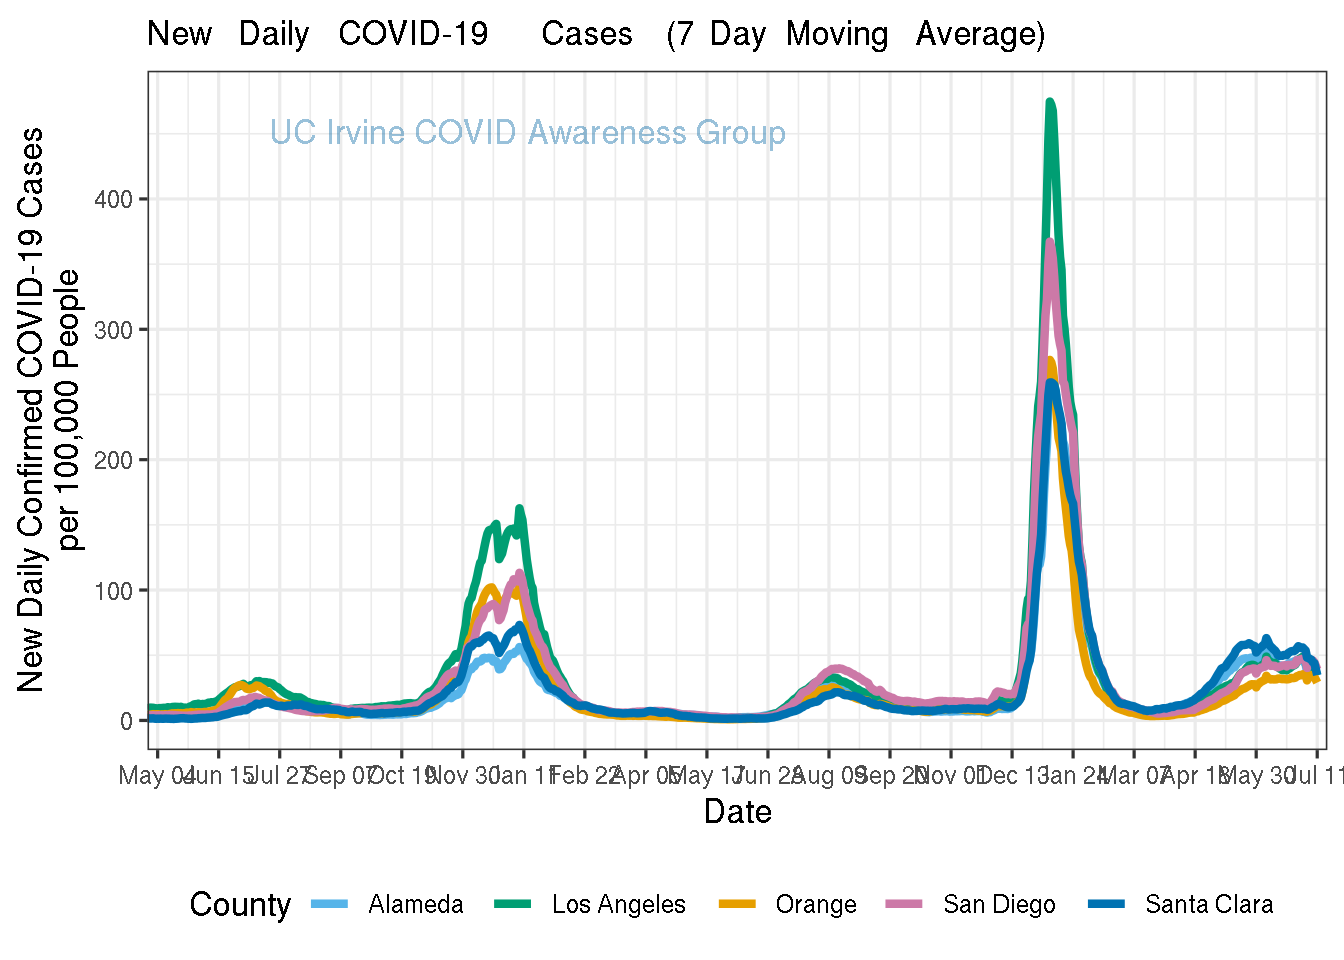 New Daily COVID-19 Cases (7 Day Moving Average)
UC Irvine COVID Awareness Group
New Daily Confirmed COVID-19 Cases
per 100,000 People
400
300
200
100
0
May 04 Jun 15 Jul 27 Sep 07 Oct 19 Nov 30 Jan 11 Feb 22 Apr 05 May 17 Jun 28 Aug 09 Sep 20 Nov 01 Dec 13 Jan 24 Mar 07 Apr 18 May 30 Jul 11
Date
County Alameda Los Angeles Orange San Diego Santa Clara